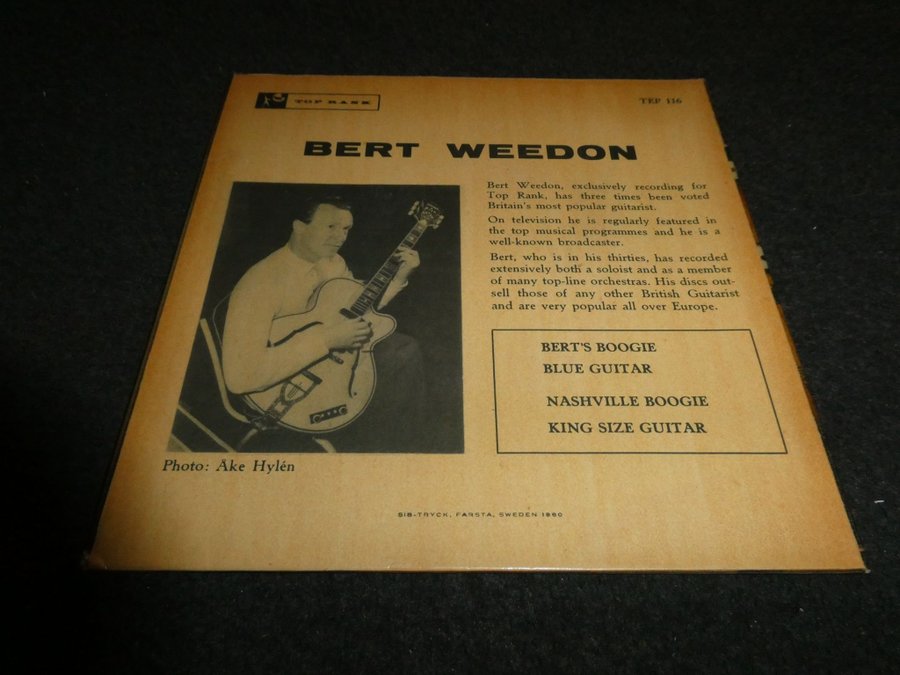 TOP RANK
TEP 116
BERT WEEDON
Bert Weedon, exclusively recording for
Top Rank, has three times been voted
Britain's most popular guitarist.
On television he is regularly featured in
the top musical programmes and he is a
well-known broadcaster.
Bert, who is in his thirties, has recorded
extensively both a soloist and as a member
of many top-line orchestras. His discs out-
sell those of any other British Guitarist
and are very popular all over Europe.
BERT'S BOOGIE
BLUE GUITAR
NASHVILLE BOOGIE
KING SIZE GUITAR
Photo: Åke Hylén
SIB-TRYCK, FARSTA, SWEDEN 1960